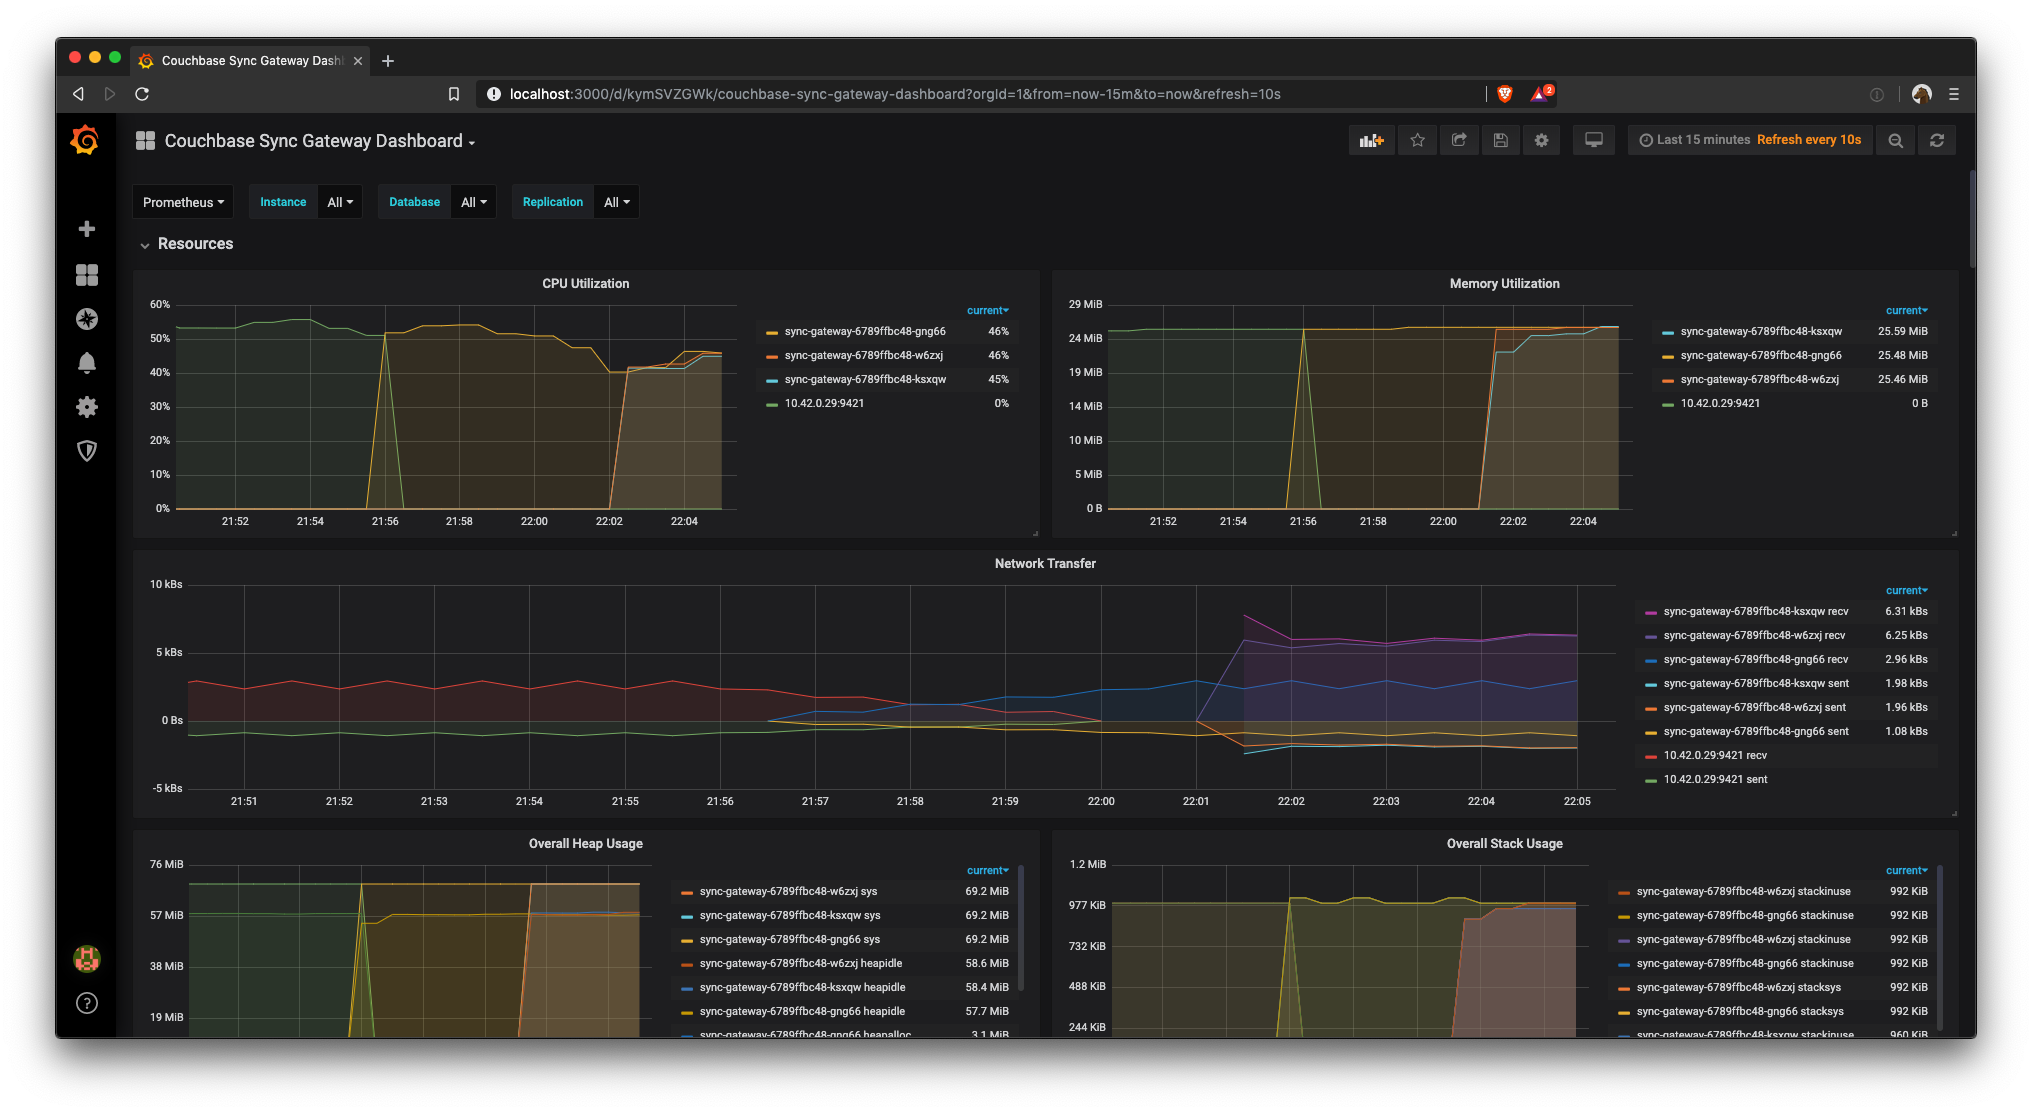 Couchbase Sync Gateway Dash
localhost:3000/d/kymSVZGWk/couchbase-sync-gateway-dashboard?orgId=1&from=now-15m&to=now&refresh=10s
2
Couchbase Sync Gateway Dashboard
Last 15 minutes Refresh every 10s
Prometheus Instance All Database All Replication All
Resources
CPU Utilization
60%
50%
40%
30%
20%
10%
0%
21:52 21:54 21:56 21:58 22:00 22:02 22:04
current
sync-gateway-6789ffbc48-gng66 46%
sync-gateway-6789ffbc48-w6zxj 46%
sync-gateway-6789ffbc48-ksxqw 45%
10.42.0.29:9421 0%
Memory Utilization
29 MiB
24 MiB
19 MiB
14 MiB
10 MiB
5 MiB
0 B
21:52 21:54 21:56 21:58 22:00 22:02 22:04
current
sync-gateway-6789ffbc48-ksxqw 25.59 MiB
sync-gateway-6789ffbc48-gng66 25.48 MiB
sync-gateway-6789ffbc48-w6zxj 25.46 MiB
10.42.0.29:9421 0 B
Network Transfer
10 kBs
5 kBs
0 Bs
-5 kBs
21:51 21:52 21:53 21:54 21:55 21:56 21:57 21:58 21:59 22:00 22:01 22:02 22:03 22:04 22:05
current
sync-gateway-6789ffbc48-ksxqw recv 6.31 kBs
sync-gateway-6789ffbc48-w6zxj recv 6.25 kBs
sync-gateway-6789ffbc48-gng66 recv 2.96 kBs
sync-gateway-6789ffbc48-ksxqw sent 1.98 kBs
sync-gateway-6789ffbc48-w6zxj sent 1.96 kBs
sync-gateway-6789ffbc48-gng66 sent 1.08 kBs
10.42.0.29:9421 recv
10.42.0.29:9421 sent
Overall Heap Usage
76 MiB
57 MiB
38 MiB
19 MiB
current
sync-gateway-6789ffbc48-w6zxj sys 69.2 MiB
sync-gateway-6789ffbc48-ksxqw sys 69.2 MiB
sync-gateway-6789ffbc48-gng66 sys 69.2 MiB
sync-gateway-6789ffbc48-w6zxj heapidle 58.6 MiB
sync-gateway-6789ffbc48-ksxqw heapidle 58.4 MiB
sync-gateway-6789ffbc48-gng66 heapidle 57.7 MiB
sync-gateway-6789ffbc48-gng66 heapalloc 3.1 MiB
Overall Stack Usage
1.2 MiB
977 KiB
732 KiB
488 KiB
244 KiB
current
sync-gateway-6789ffbc48-w6zxj stackinuse 992 KiB
sync-gateway-6789ffbc48-gng66 stackinuse 992 KiB
sync-gateway-6789ffbc48-w6zxj stackinuse 992 KiB
sync-gateway-6789ffbc48-gng66 stackinuse 992 KiB
sync-gateway-6789ffbc48-w6zxj stacksys 992 KiB
sync-gateway-6789ffbc48-gng66 stacksys 992 KiB
sync-gateway-6789ffbc48-ksxqw stackinuse 960 KiB